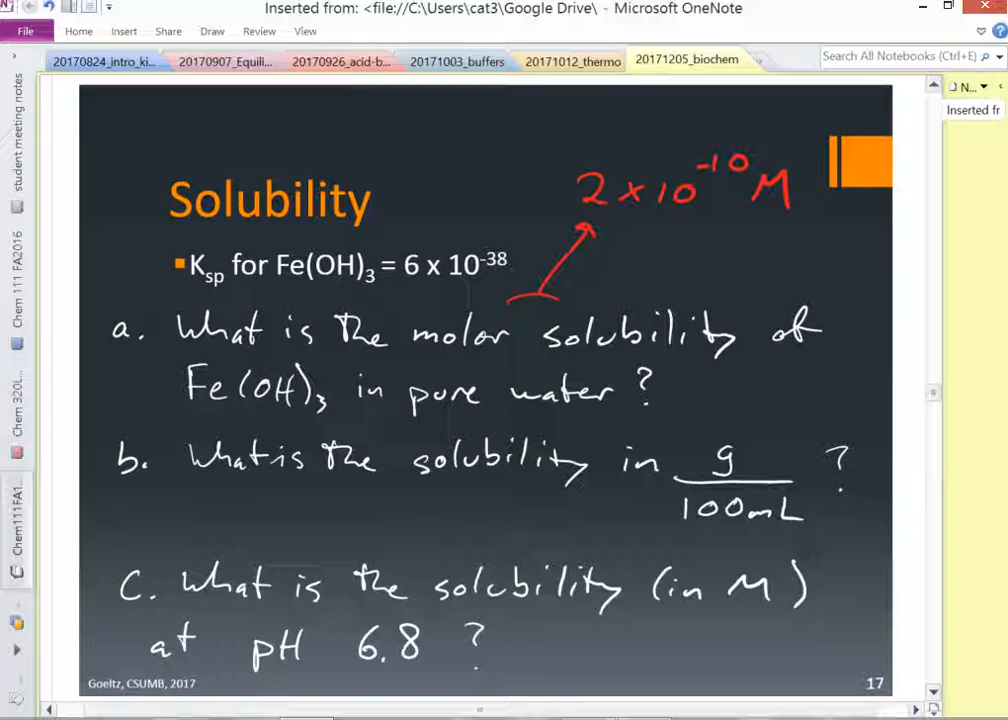 Inserted from: <file://C:\Users\cat3\Google Drive\ - Microsoft OneNote
File Home Insert Share Draw Review View
20170824_intro_ki... 20170907_Equili... 20170926_acid-b... 20171003_buffers 20171012_thermo 20171205_biochem
Search All Notebooks (Ctrl+E)
N...
Inserted fr
student meeting notes
Chem 111 FA2016
Chem 320L
Chem111FA1
2 x 10⁻¹⁰ M
Solubility
Ksp for Fe(OH)₃ = 6 x 10⁻³⁸
a. What is the molar solubility of
Fe(OH)₃ in pure water?
b. What is the solubility in g/100mL ?
c. What is the solubility (in M)
at pH 6.8 ?
Goeltz, CSUMB, 2017
17